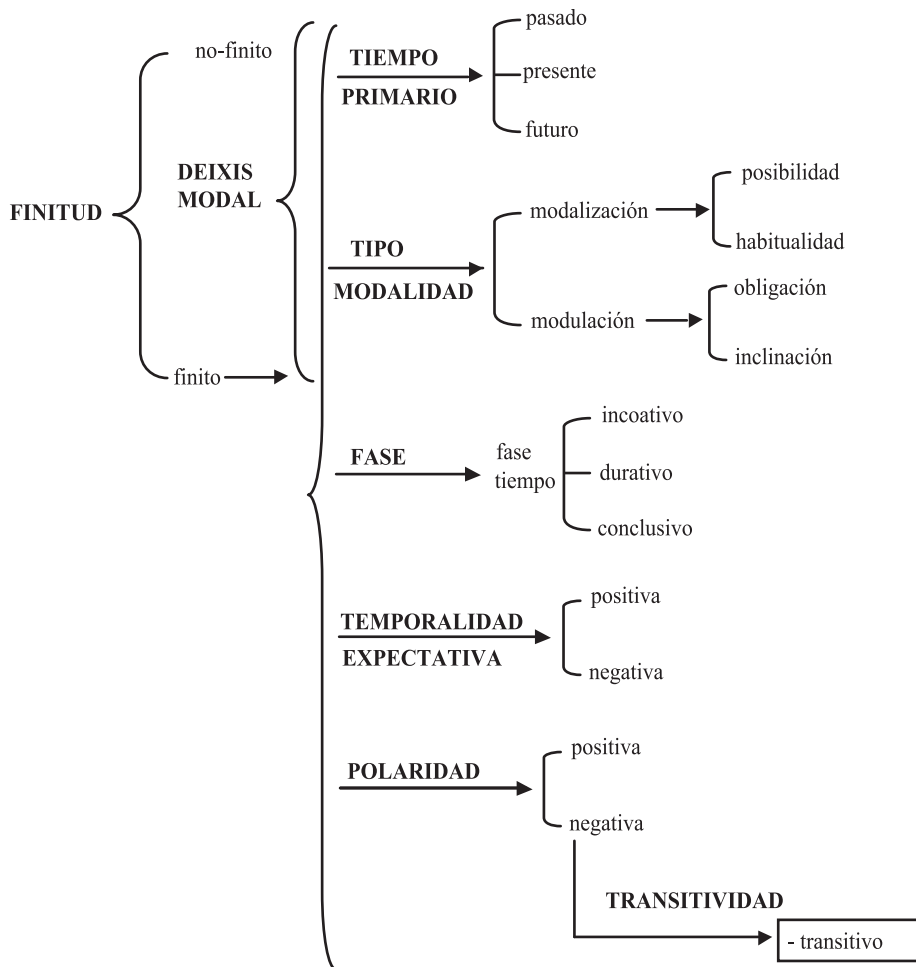 FINITUD
no-finito
finito
DEIXIS
MODAL
TIEMPO
PRIMARIO
pasado
presente
futuro
TIPO
MODALIDAD
modalización
posibilidad
habitualidad
modulación
obligación
inclinación
FASE
fase
tiempo
incoativo
durativo
conclusivo
TEMPORALIDAD
EXPECTATIVA
positiva
negativa
POLARIDAD
positiva
negativa
TRANSITIVIDAD
- transitivo